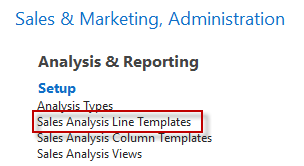 Sales & Marketing, Administration
Analysis & Reporting
Setup
Analysis Types
Sales Analysis Line Templates
Sales Analysis Column Templates
Sales Analysis Views